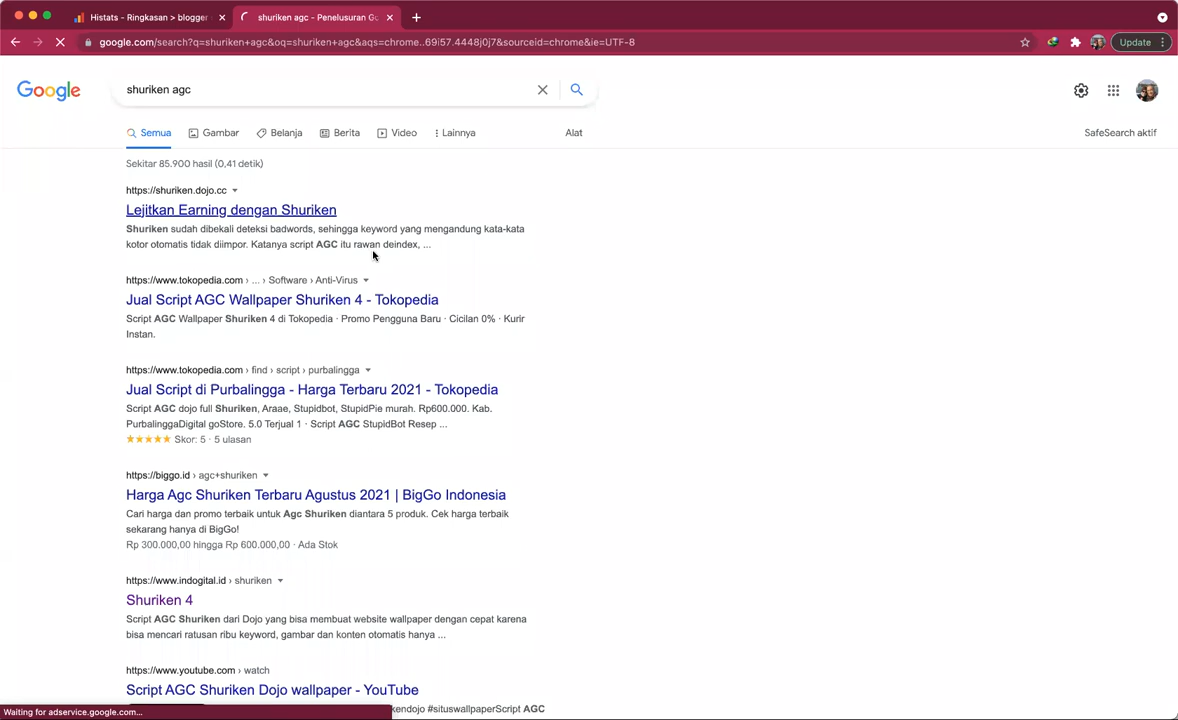 Histats - Ringkasan > blogger
shuriken agc - Penelusuran Go
google.com/search?q=shuriken+agc&oq=shuriken+agc&aqs=chrome..69i57.4448j0j7&sourceid=chrome&ie=UTF-8
Update
Google
shuriken agc
Semua
Gambar
Belanja
Berita
Video
Lainnya
Alat
SafeSearch aktif
Sekitar 85.900 hasil (0,41 detik)
https://shuriken.dojo.cc
Lejitkan Earning dengan Shuriken
Shuriken sudah dibekali deteksi badwords, sehingga keyword yang mengandung kata-kata
kotor otomatis tidak diimpor. Katanya script AGC itu rawan deindex, ...
https://www.tokopedia.com › ... › Software › Anti-Virus
Jual Script AGC Wallpaper Shuriken 4 - Tokopedia
Script AGC Wallpaper Shuriken 4 di Tokopedia · Promo Pengguna Baru · Cicilan 0% · Kurir
Instan.
https://www.tokopedia.com › find › script › purbalingga
Jual Script di Purbalingga - Harga Terbaru 2021 - Tokopedia
Script AGC dojo full Shuriken, Araae, Stupidbot, StupidPie murah. Rp600.000. Kab.
PurbalinggaDigital goStore. 5.0 Terjual 1 · Script AGC StupidBot Resep ...
★★★★★ Skor: 5 · 5 ulasan
https://biggo.id › agc+shuriken
Harga Agc Shuriken Terbaru Agustus 2021 | BigGo Indonesia
Cari harga dan promo terbaik untuk Agc Shuriken diantara 5 produk. Cek harga terbaik
sekarang hanya di BigGo!
Rp 300.000,00 hingga Rp 600.000,00 · Ada Stok
https://www.indogital.id › shuriken
Shuriken 4
Script AGC Shuriken dari Dojo yang bisa membuat website wallpaper dengan cepat karena
bisa mencari ratusan ribu keyword, gambar dan konten otomatis hanya ...
https://www.youtube.com › watch
Script AGC Shuriken Dojo wallpaper - YouTube
kendojo #situswallpaperScript AGC
Waiting for adservice.google.com...